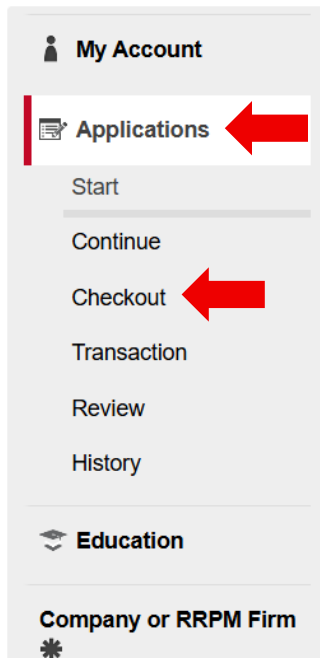 My Account
Applications
Start
Continue
Checkout
Transaction
Review
History
Education
Company or RRPM Firm